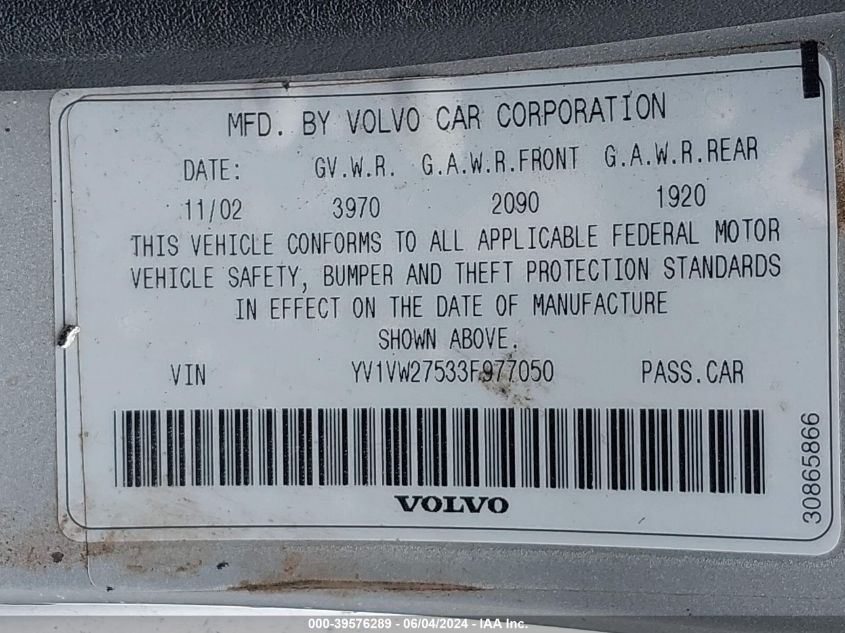 MFD. BY VOLVO CAR CORPORATION
DATE: GV.W.R. G.A.W.R.FRONT G.A.W.R.REAR
11/02 3970 2090 1920
THIS VEHICLE CONFORMS TO ALL APPLICABLE FEDERAL MOTOR
VEHICLE SAFETY, BUMPER AND THEFT PROTECTION STANDARDS
IN EFFECT ON THE DATE OF MANUFACTURE
SHOWN ABOVE.
VIN YV1VW27533F977050 PASS.CAR
VOLVO
30865866
000-39576289 - 06/04/2024 - IAA Inc.